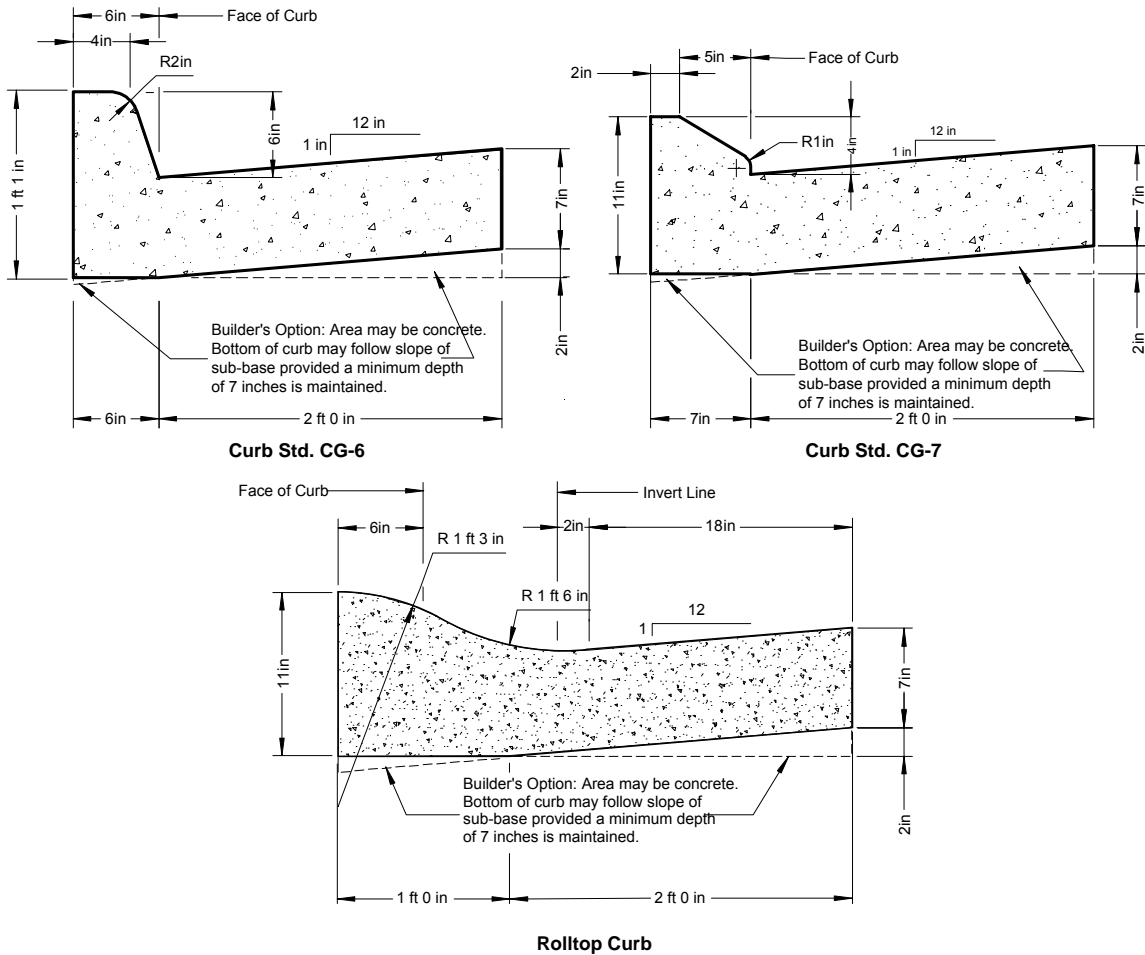 6in
Face of Curb
4in
R2in
1 ft 1 in
6in
12 in
1 in
7in
2in
Builder's Option: Area may be concrete.
Bottom of curb may follow slope of
sub-base provided a minimum depth
of 7 inches is maintained.
6in
2 ft 0 in
Curb Std. CG-6
5in
Face of Curb
2in
R1in
4in
12 in
1 in
11in
7in
2in
Builder's Option: Area may be concrete.
Bottom of curb may follow slope of
sub-base provided a minimum depth
of 7 inches is maintained.
7in
2 ft 0 in
Curb Std. CG-7
Face of Curb
Invert Line
6in
2in
18in
R 1 ft 3 in
R 1 ft 6 in
12
1
11in
7in
2in
Builder's Option: Area may be concrete.
Bottom of curb may follow slope of
sub-base provided a minimum depth
of 7 inches is maintained.
1 ft 0 in
2 ft 0 in
Rolltop Curb